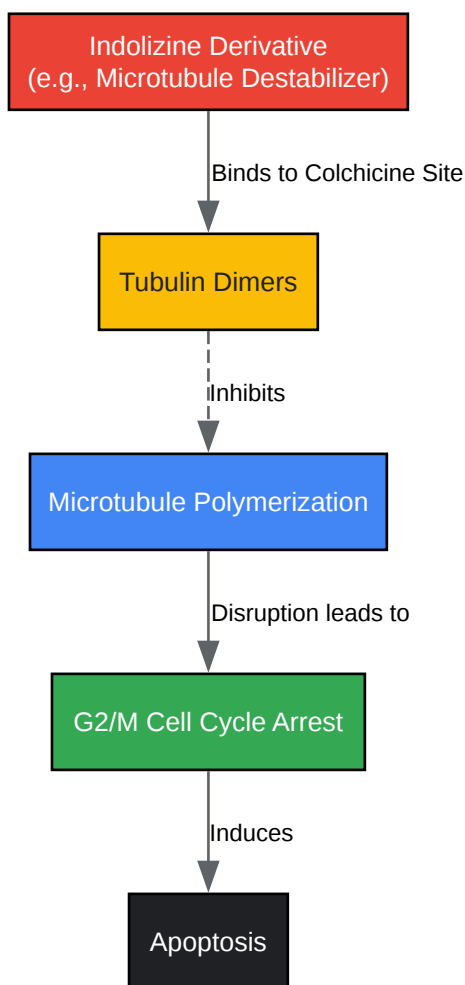 Indolizine Derivative
(e.g., Microtubule Destabilizer)
Binds to Colchicine Site
Tubulin Dimers
Inhibits
Microtubule Polymerization
Disruption leads to
G2/M Cell Cycle Arrest
Induces
Apoptosis